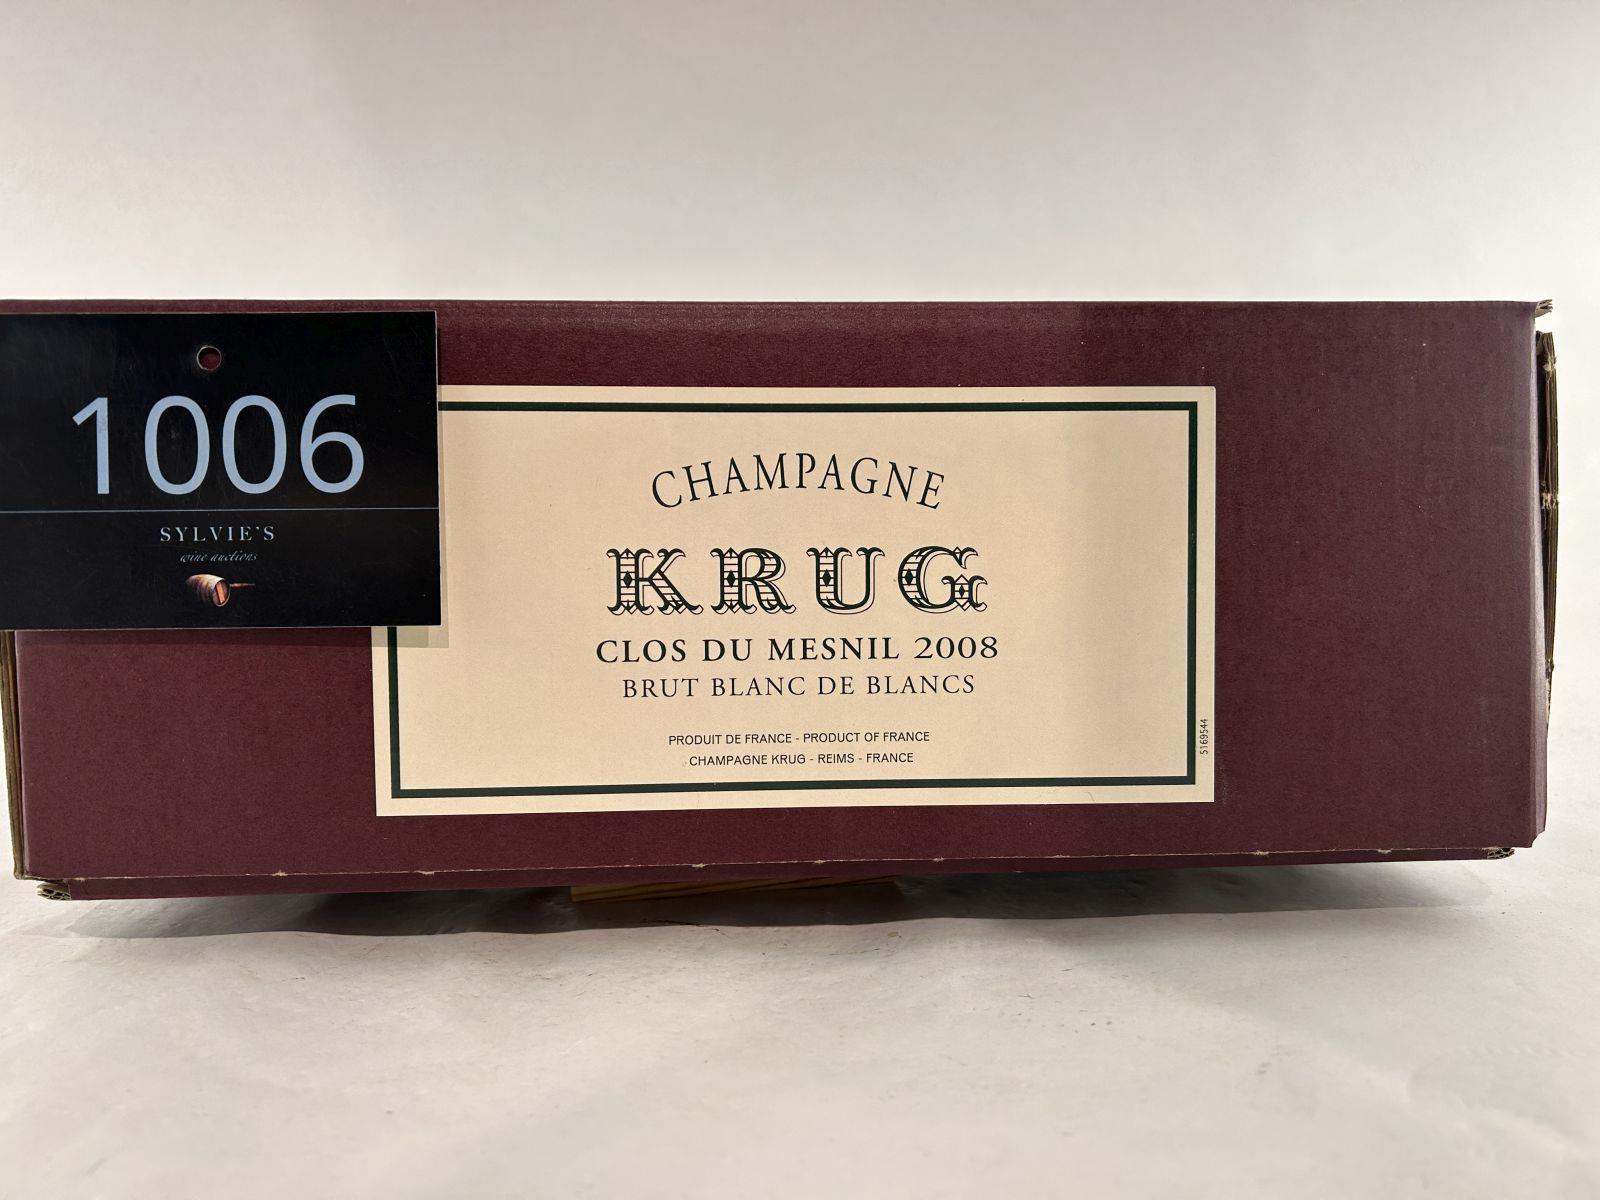 1006
SYLVIE'S
wine auctions
CHAMPAGNE
KRUG
CLOS DU MESNIL 2008
BRUT BLANC DE BLANCS
PRODUIT DE FRANCE - PRODUCT OF FRANCE
CHAMPAGNE KRUG - REIMS - FRANCE
5169544